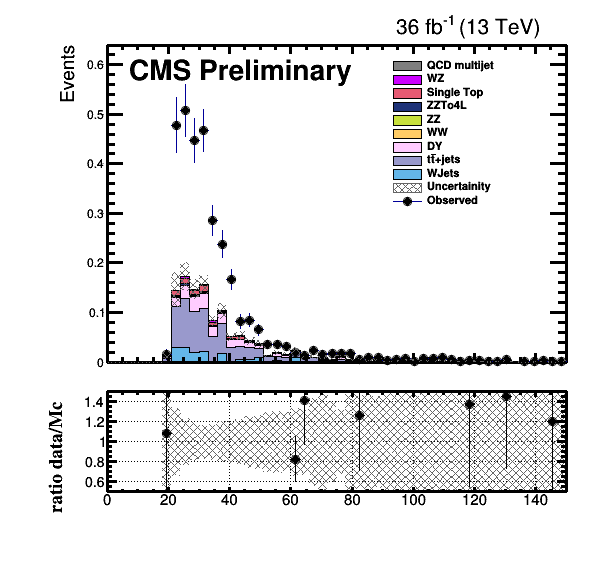 36 fb⁻¹ (13 TeV)
Events
CMS Preliminary
0.6
0.5
0.4
0.3
0.2
0.1
0
QCD multijet
WZ
Single Top
ZZTo4L
ZZ
WW
DY
tt̄+jets
WJets
Uncertainity
Observed
ratio data/Mc
1.4
1.2
1
0.8
0.6
0 20 40 60 80 100 120 140